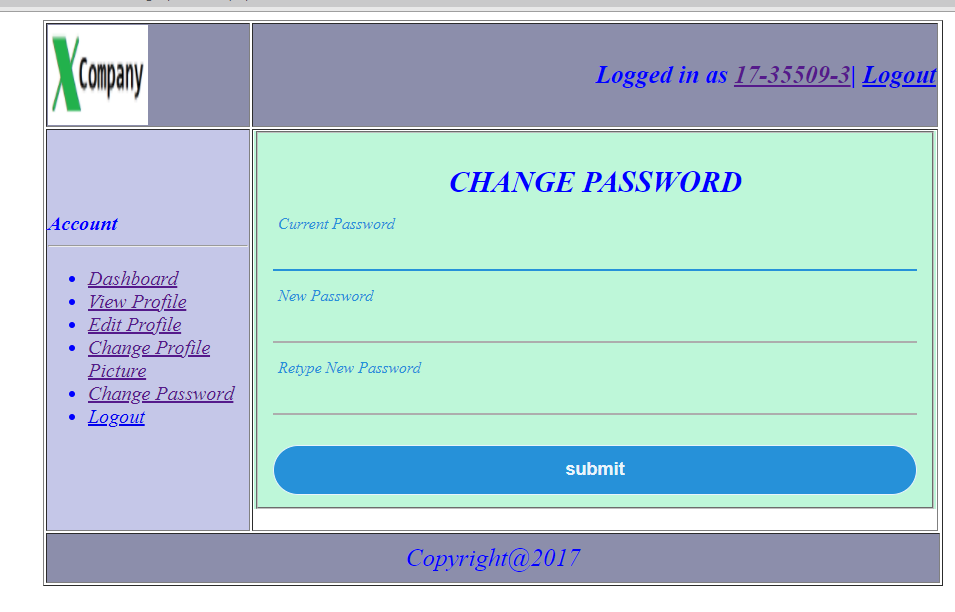 X Company
Logged in as 17-35509-3| Logout
Account
Dashboard
View Profile
Edit Profile
Change Profile
Picture
Change Password
Logout
CHANGE PASSWORD
Current Password
New Password
Retype New Password
submit
Copyright@2017